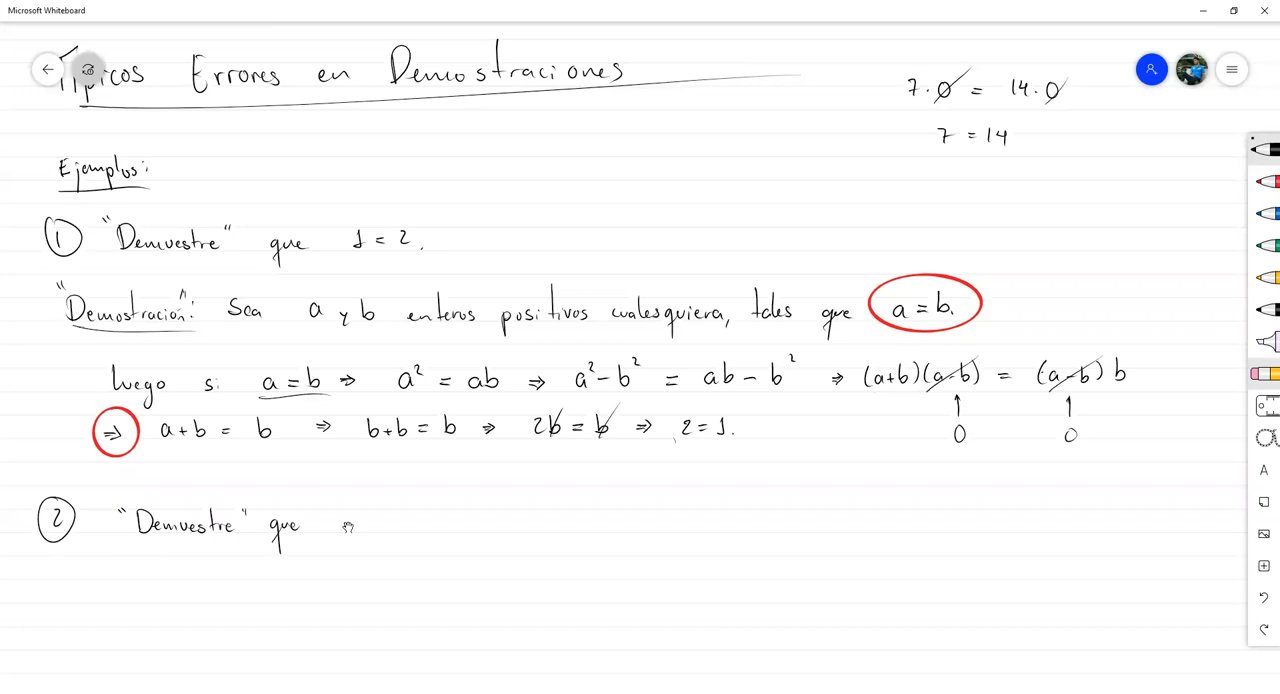 Microsoft Whiteboard
Típicos Errores en Demostraciones
7·0 = 14·0
7 = 14
Ejemplos:
① "Demuestre" que 1 = 2.
"Demostración": Sea a y b enteros positivos cualesquiera, tales que a = b.
luego si a = b ⇒ a² = ab ⇒ a² - b² = ab - b² ⇒ (a+b)(a-b) = (a-b) b
⇒ a+b = b ⇒ b+b = b ⇒ 2b = b ⇒ 2 = 1.
0 0
② "Demuestre" que
A